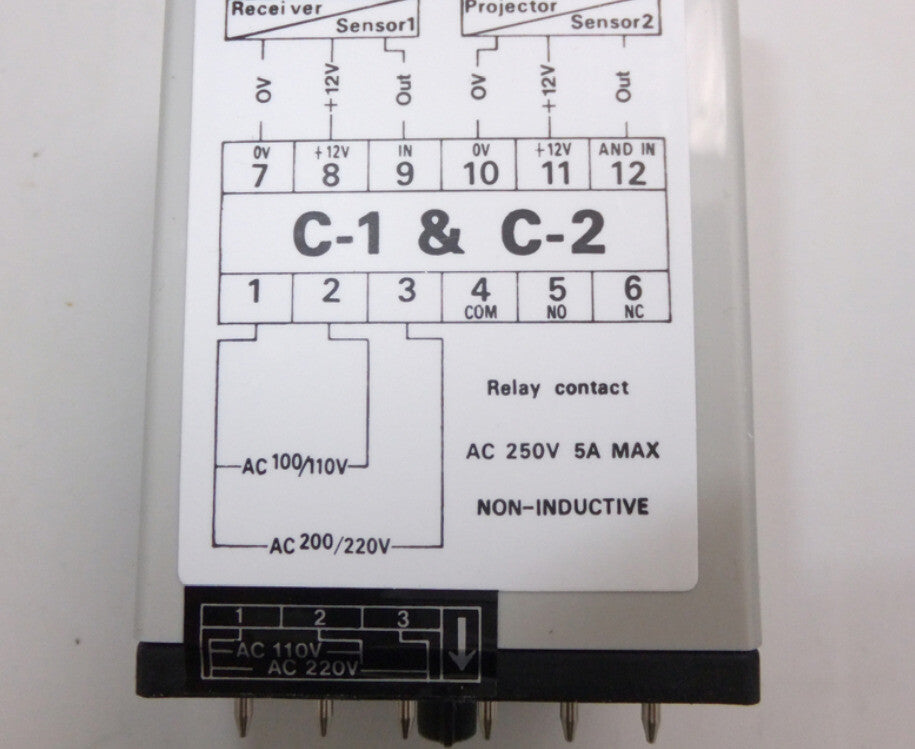 Receiver
Projector
Sensor1
Sensor2
0V
+12V
Out
0V
+12V
Out
0V +12V IN 0V +12V AND IN
7 8 9 10 11 12
C-1 & C-2
1 2 3 4 5 6
COM NO NC
Relay contact
AC 250V 5A MAX
AC 100/110V
NON-INDUCTIVE
AC 200/220V
1 2 3
AC 110V
AC 220V